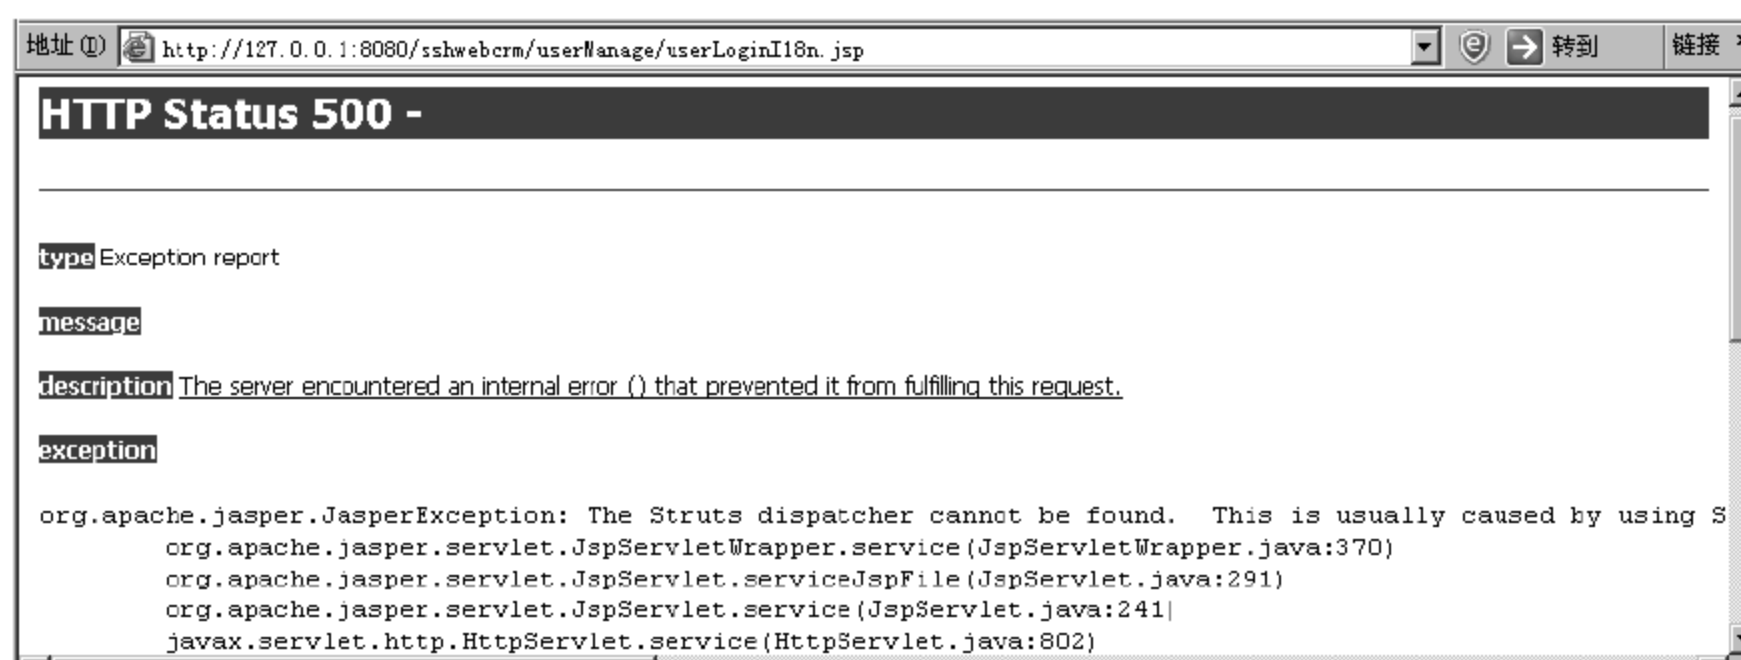 地址(D) http://127.0.0.1:8080/sshwebcrm/userManage/userLoginI18n.jsp 转到 链接
HTTP Status 500 -
type Exception report
message
description The server encountered an internal error () that prevented it from fulfilling this request.
exception
org.apache.jasper.JasperException: The Struts dispatcher cannot be found. This is usually caused by using S
org.apache.jasper.servlet.JspServletWrapper.service(JspServletWrapper.java:370)
org.apache.jasper.servlet.JspServlet.serviceJspFile(JspServlet.java:291)
org.apache.jasper.servlet.JspServlet.service(JspServlet.java:241)
javax.servlet.http.HttpServlet.service(HttpServlet.java:802)